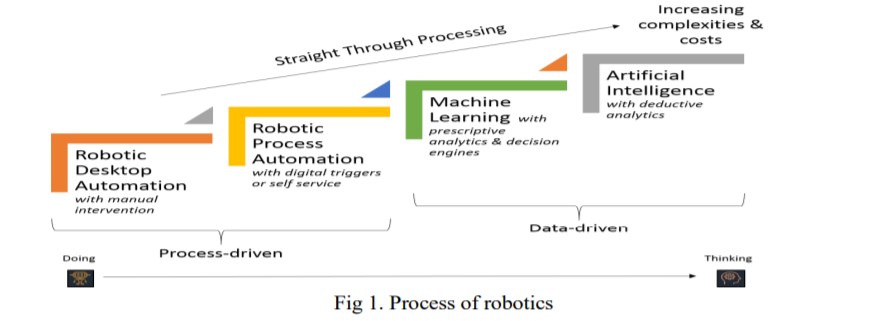 Increasing
complexities &
costs
Straight Through Processing
Robotic
Desktop
Automation
with manual
intervention
Robotic
Process
Automation
with digital triggers
or self service
Machine
Learning with
prescriptive
analytics & decision
engines
Artificial
Intelligence
with deductive
analytics
Process-driven
Data-driven
Doing
Thinking
Fig 1. Process of robotics